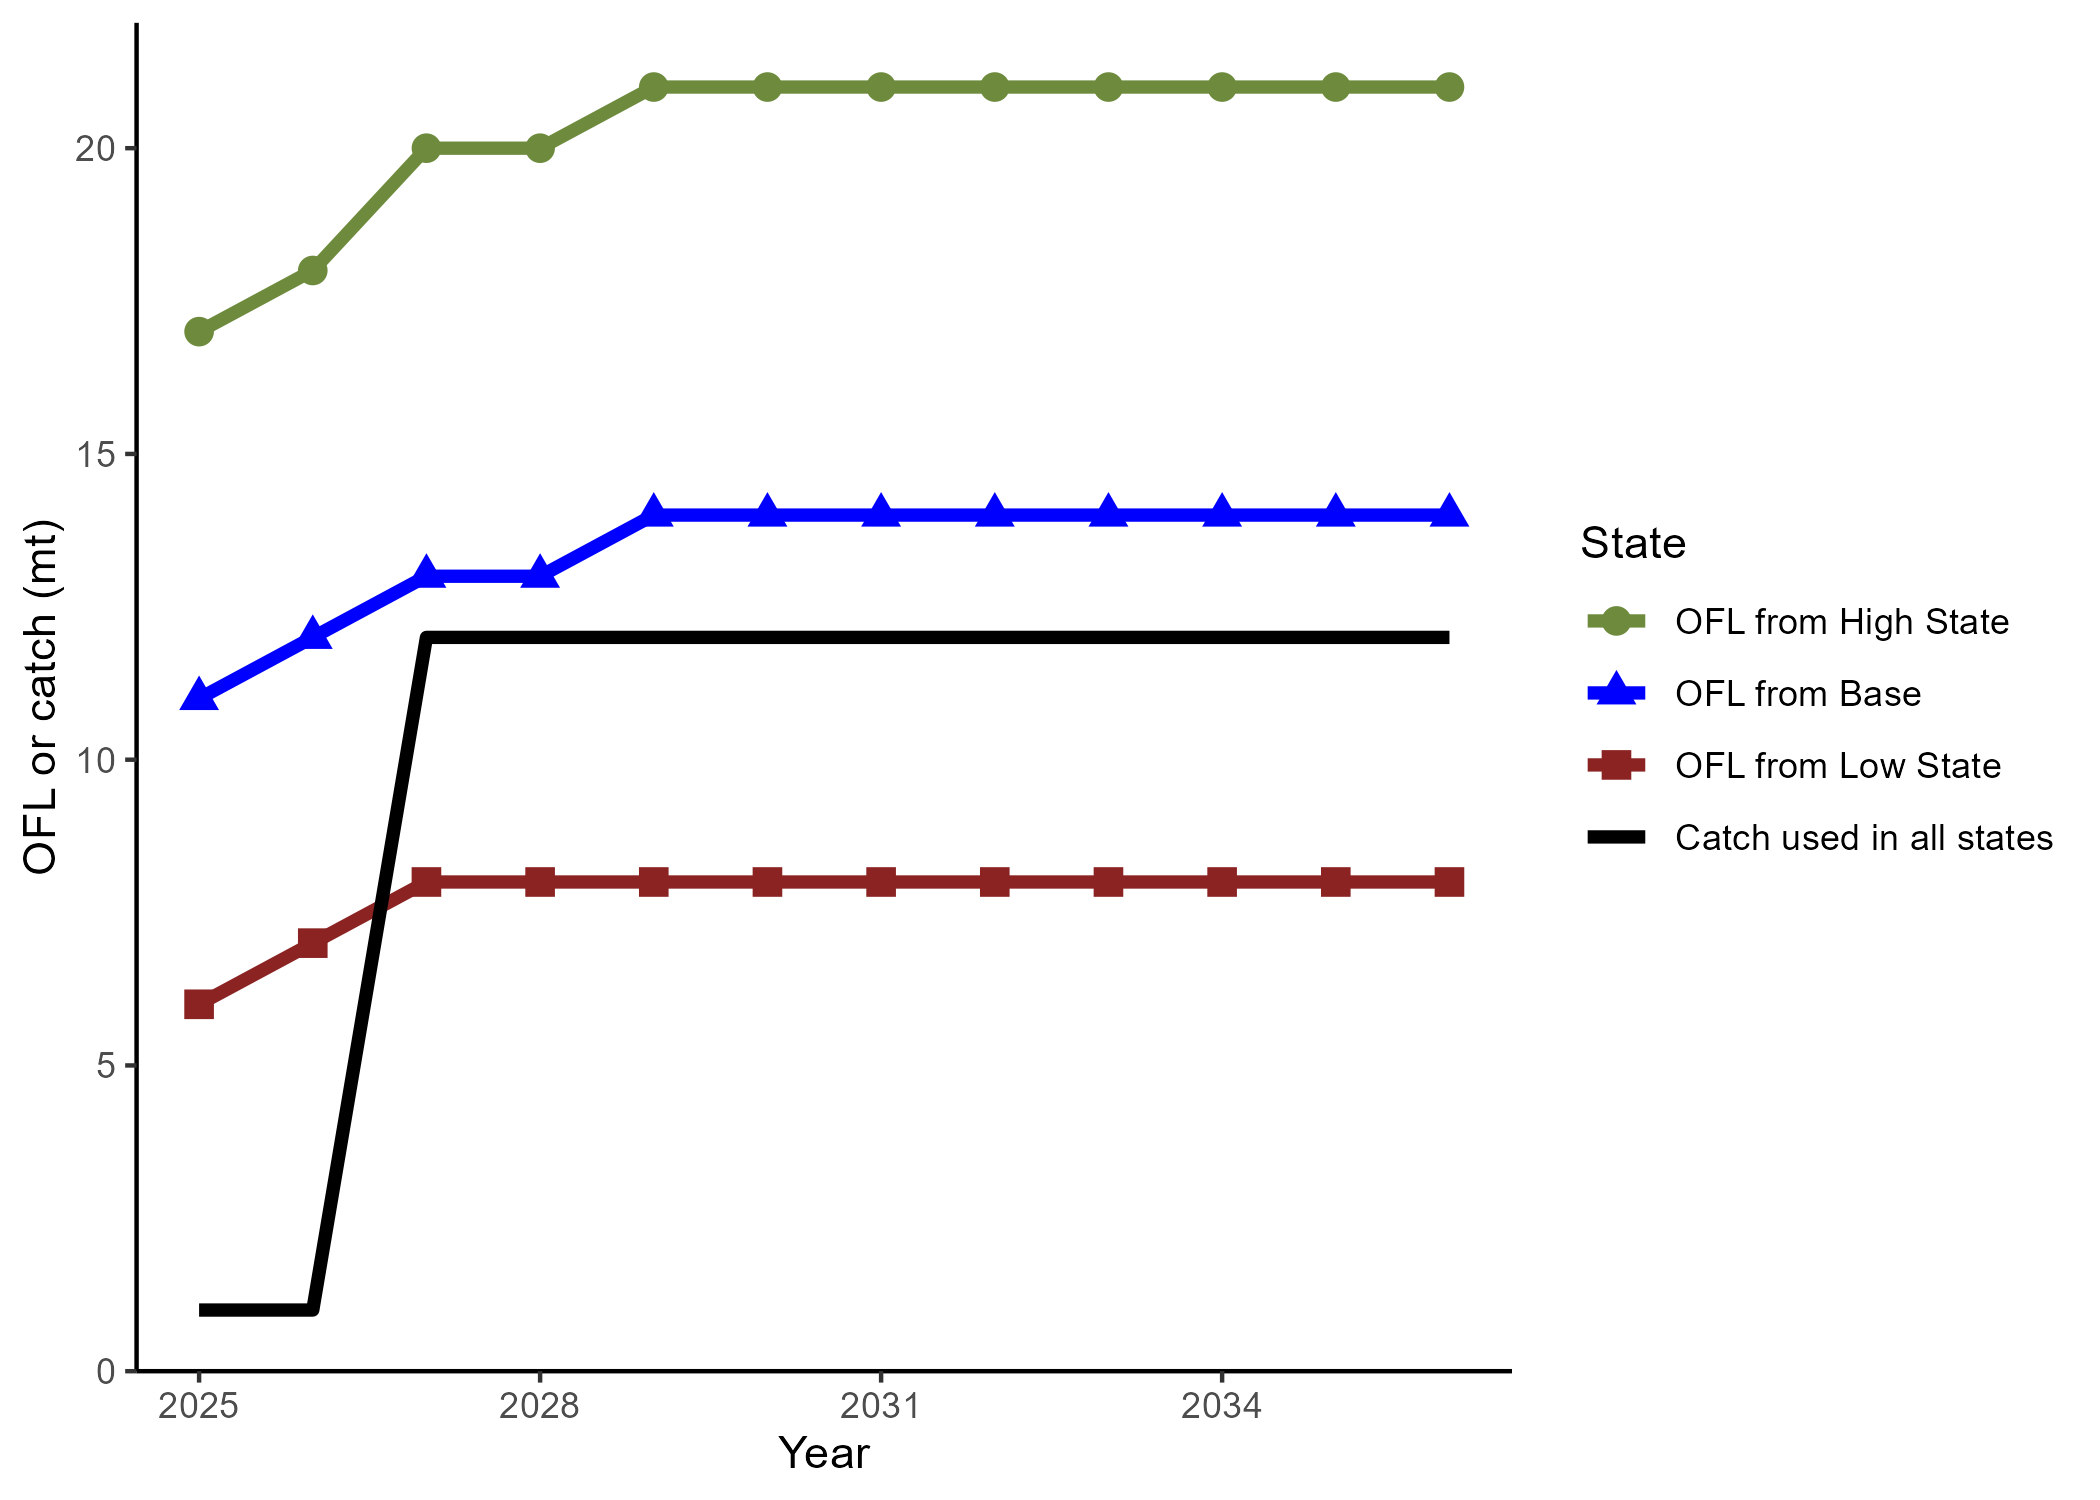 OFL or catch (mt)
20
15
10
5
0
2025
2028
2031
2034
Year
State
OFL from High State
OFL from Base
OFL from Low State
Catch used in all states